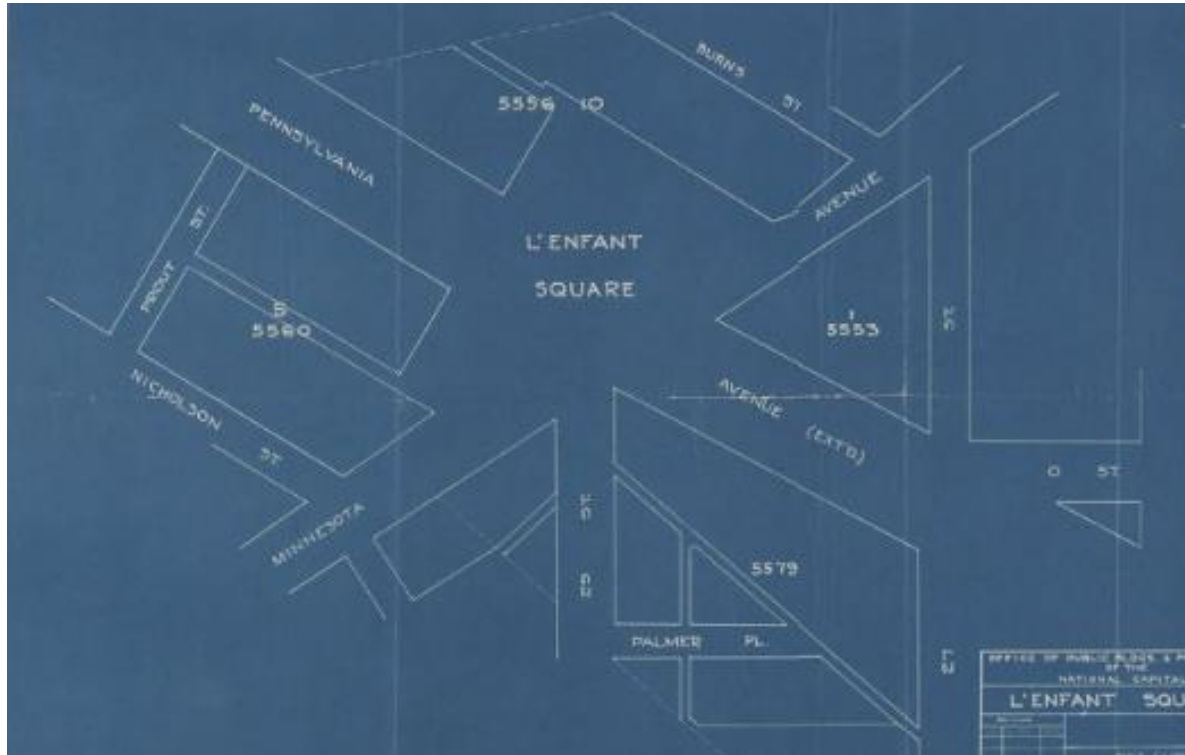 BURNS
ST
5556 10
PENNSYLVANIA
AVENUE
ST.
L'ENFANT
SQUARE
PROUT
5
5560
1
5553
ST.
NICHOLSON
ST.
AVENUE
(EXT'D)
O ST.
MINNESOTA
ST.
5579
PALMER PL.
27
OFFICE OF PUBLIC BLDGS. & P
OF THE
NATIONAL CAPITAL
L'ENFANT SQU